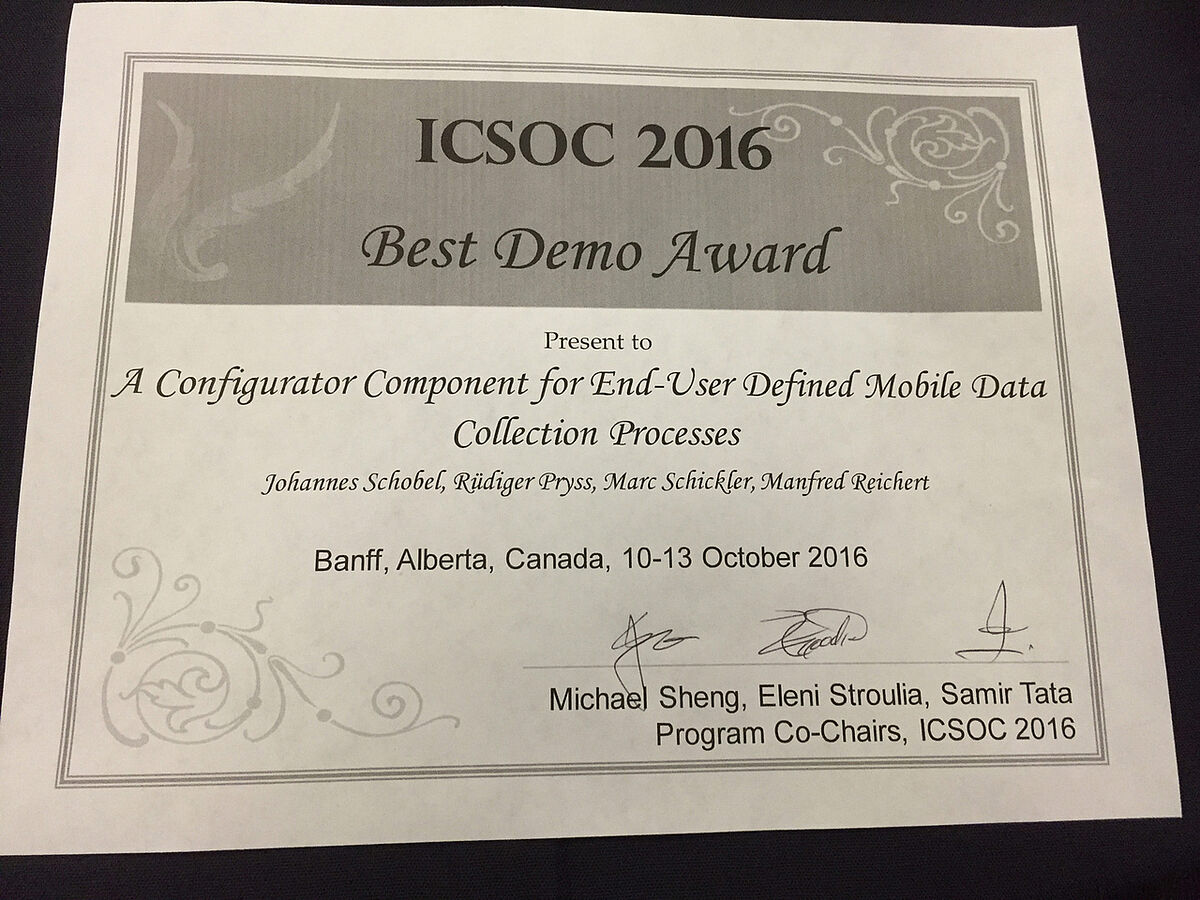 ICSOC 2016
Best Demo Award
Present to
A Configurator Component for End-User Defined Mobile Data
Collection Processes
Johannes Schobel, Rüdiger Pryss, Marc Schickler, Manfred Reichert
Banff, Alberta, Canada, 10-13 October 2016
Michael Sheng, Eleni Stroulia, Samir Tata
Program Co-Chairs, ICSOC 2016